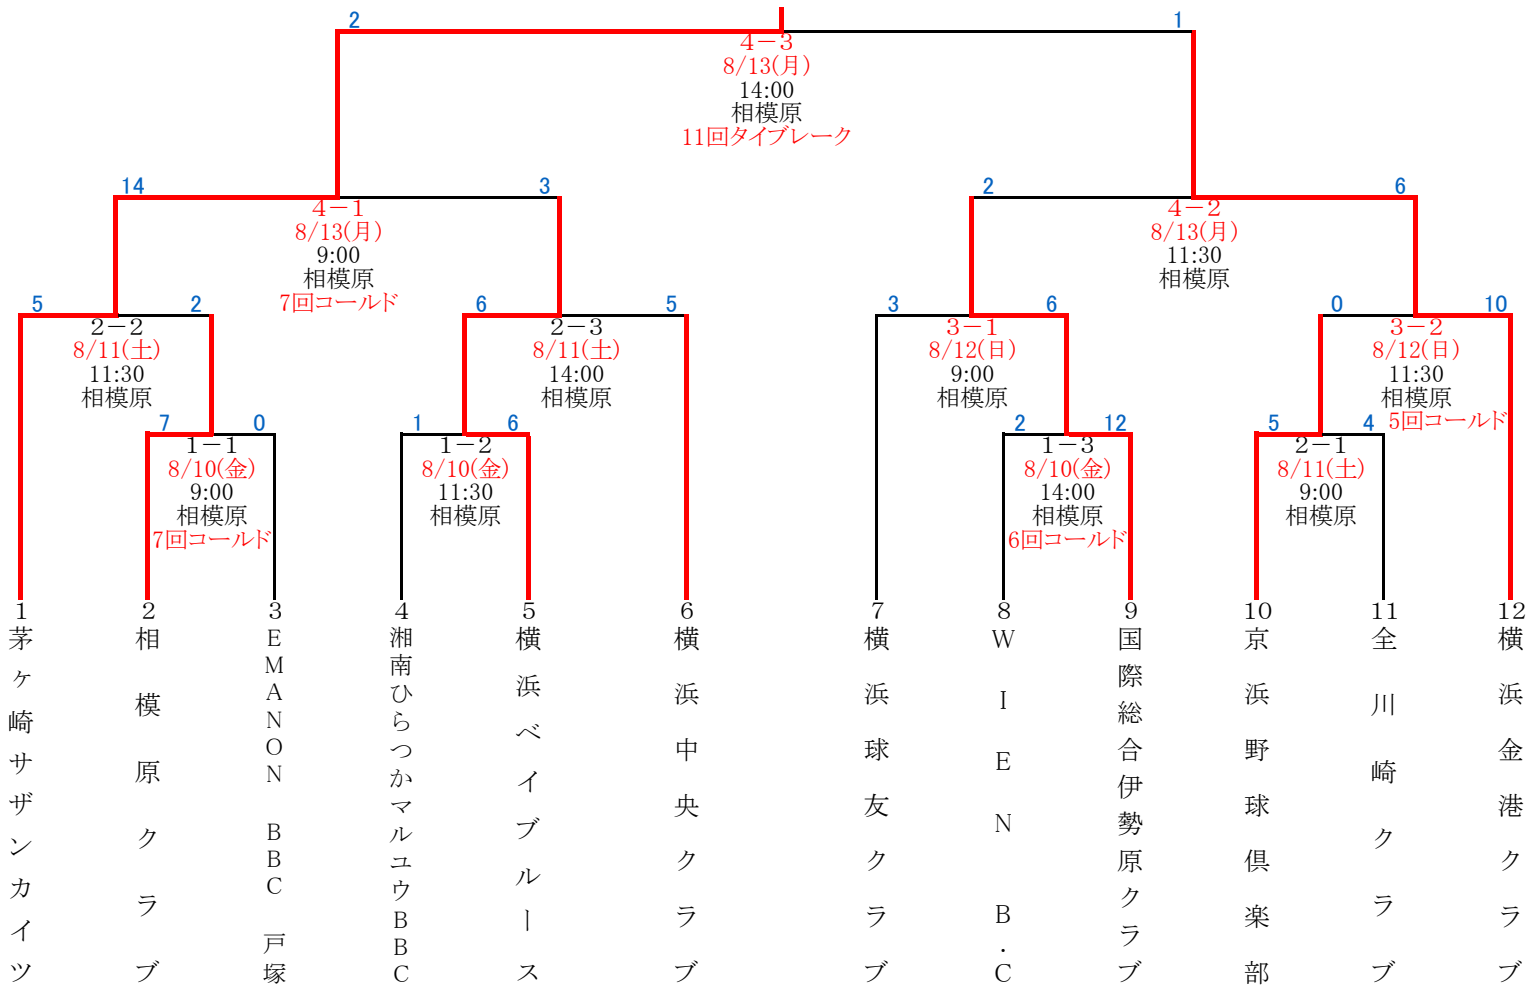 2
1
4－3
8/13(月)
14:00
相模原
11回タイブレーク
14
3
2
6
4－1
8/13(月)
9:00
相模原
7回コールド
4－2
8/13(月)
11:30
相模原
5
2
6
5
3
6
0
10
2－2
8/11(土)
11:30
相模原
2－3
8/11(土)
14:00
相模原
3－1
8/12(日)
9:00
相模原
3－2
8/12(日)
11:30
相模原
5回コールド
7
0
1
6
2
12
5
4
1－1
8/10(金)
9:00
相模原
7回コールド
1－2
8/10(金)
11:30
相模原
1－3
8/10(金)
14:00
相模原
6回コールド
2－1
8/11(土)
9:00
相模原
1
茅ヶ崎サザンカイツ
2
相模原クラブ
3
EMANON BBC 戸塚
4
湘南ひらつかマルユウBBC
5
横浜ベイブルース
6
横浜中央クラブ
7
横浜球友クラブ
8
WIEN B.C
9
国際総合伊勢原クラブ
10
京浜野球倶楽部
11
全川崎クラブ
12
横浜金港クラブ